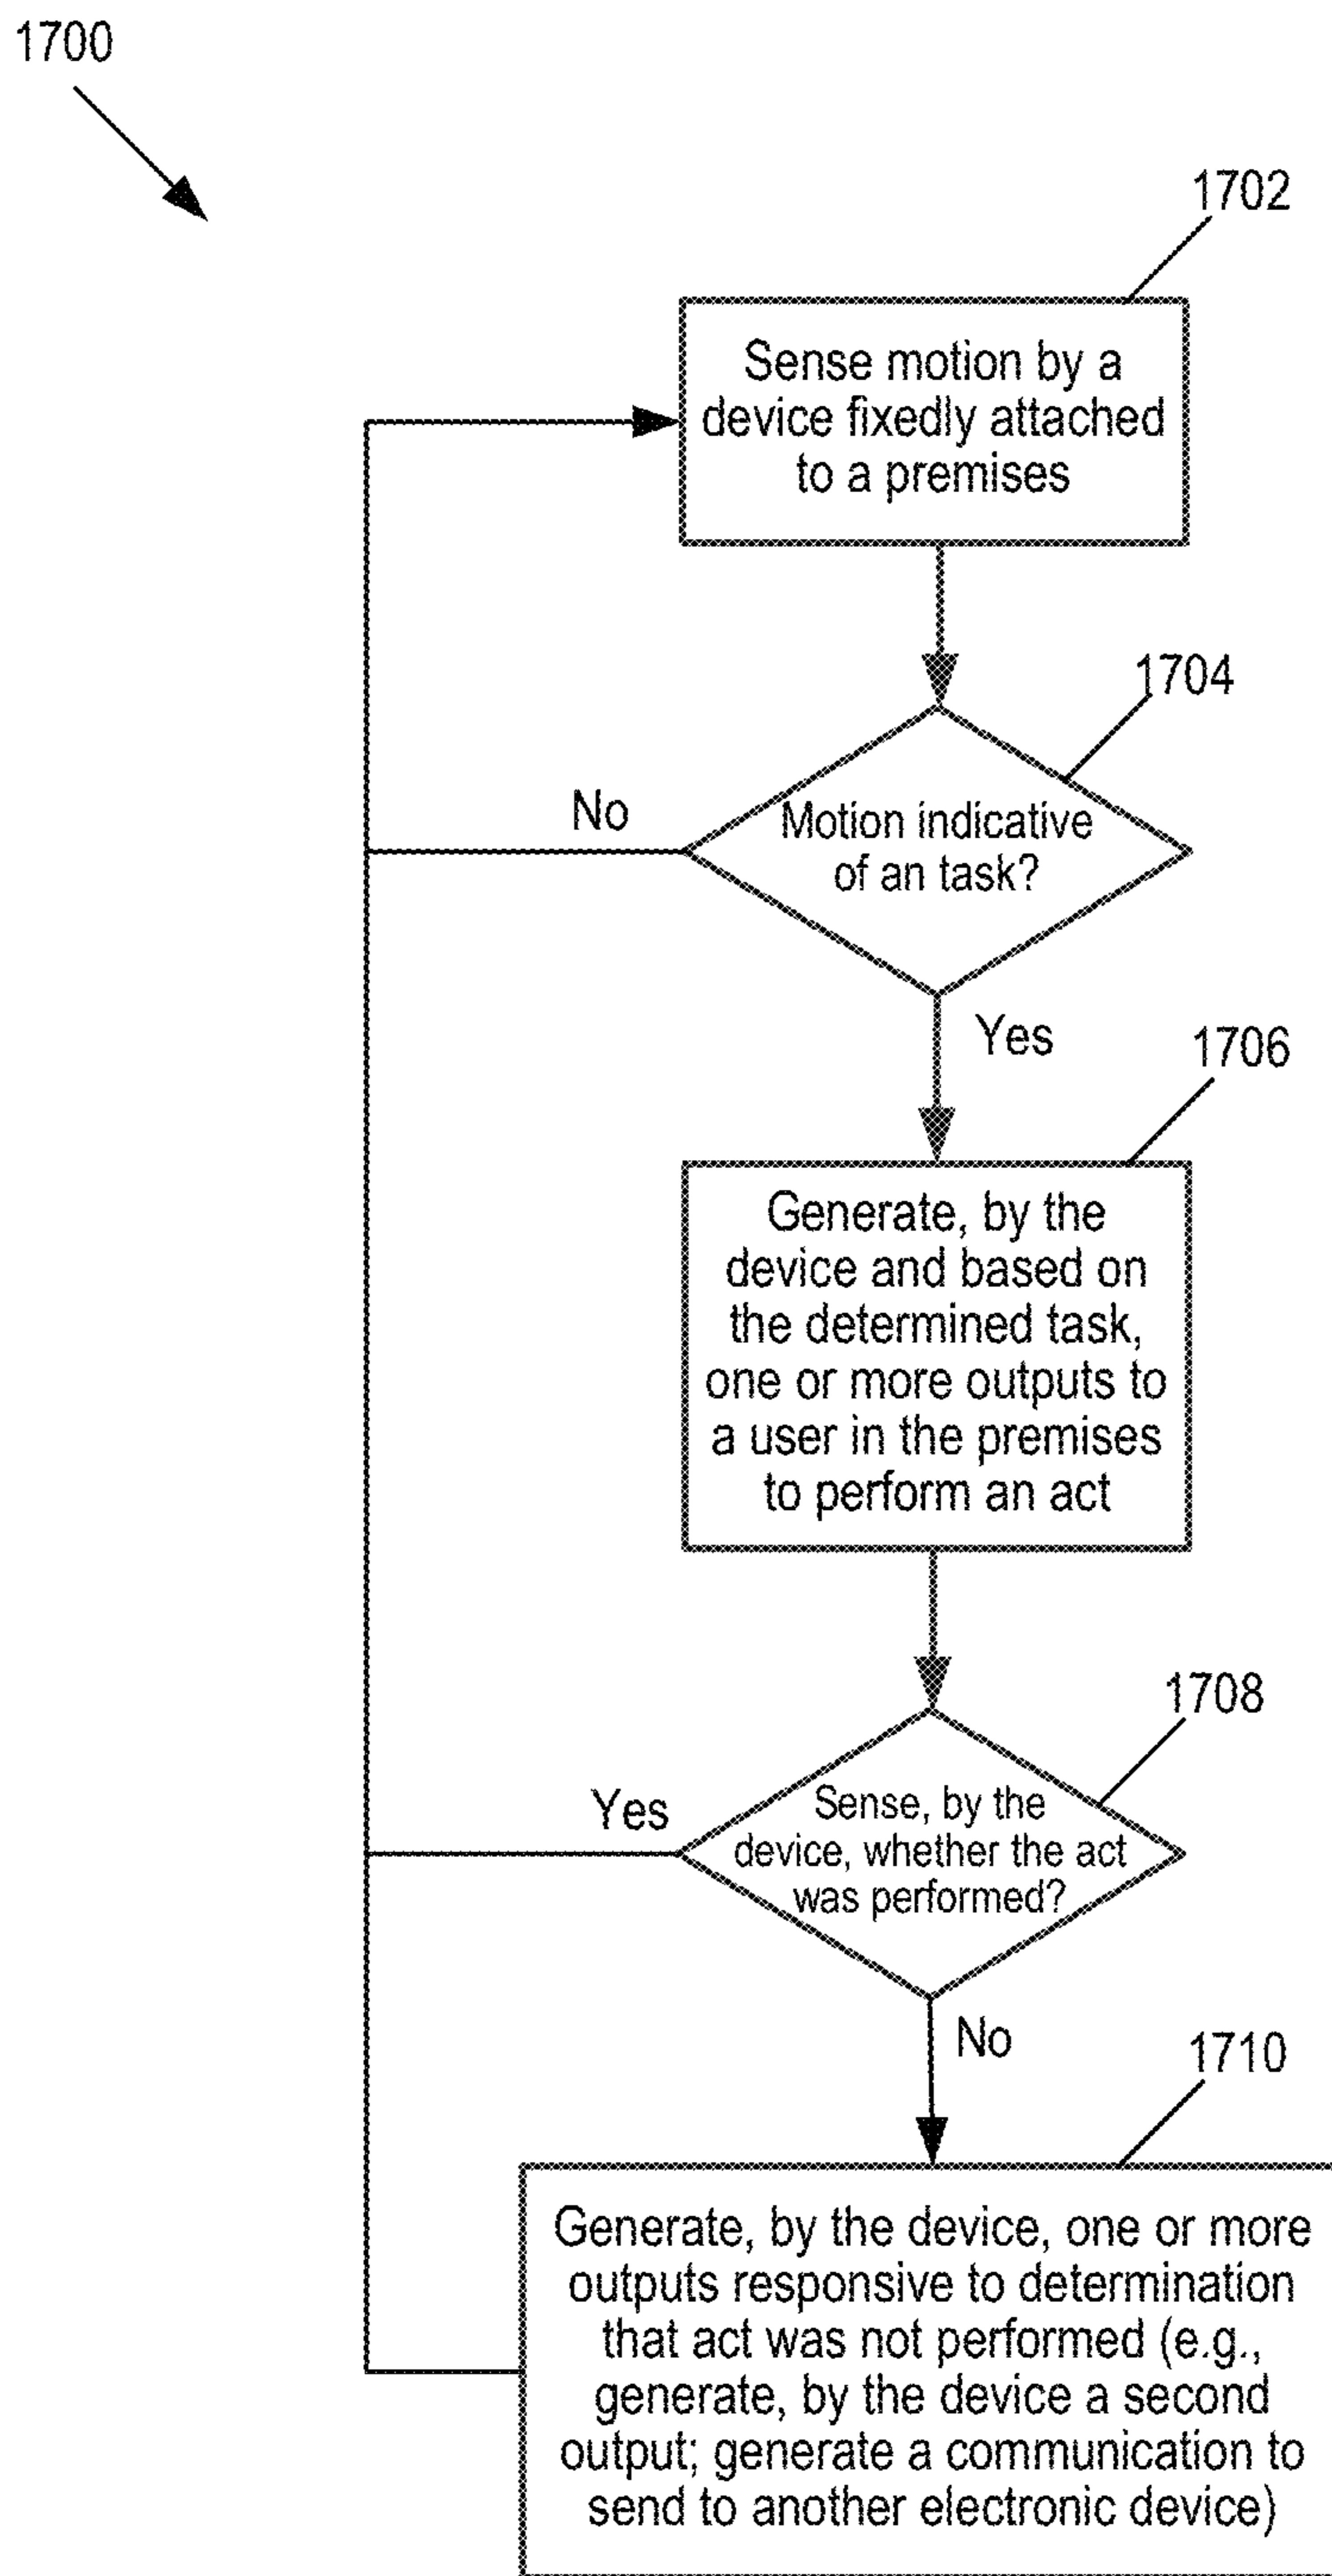 1700
1702
Sense motion by a
device fixedly attached
to a premises
1704
No
Motion indicative
of an task?
Yes
1706
Generate, by the
device and based on
the determined task,
one or more outputs to
a user in the premises
to perform an act
1708
Yes
Sense, by the
device, whether the act
was performed?
No
1710
Generate, by the device, one or more
outputs responsive to determination
that act was not performed (e.g.,
generate, by the device a second
output; generate a communication to
send to another electronic device)